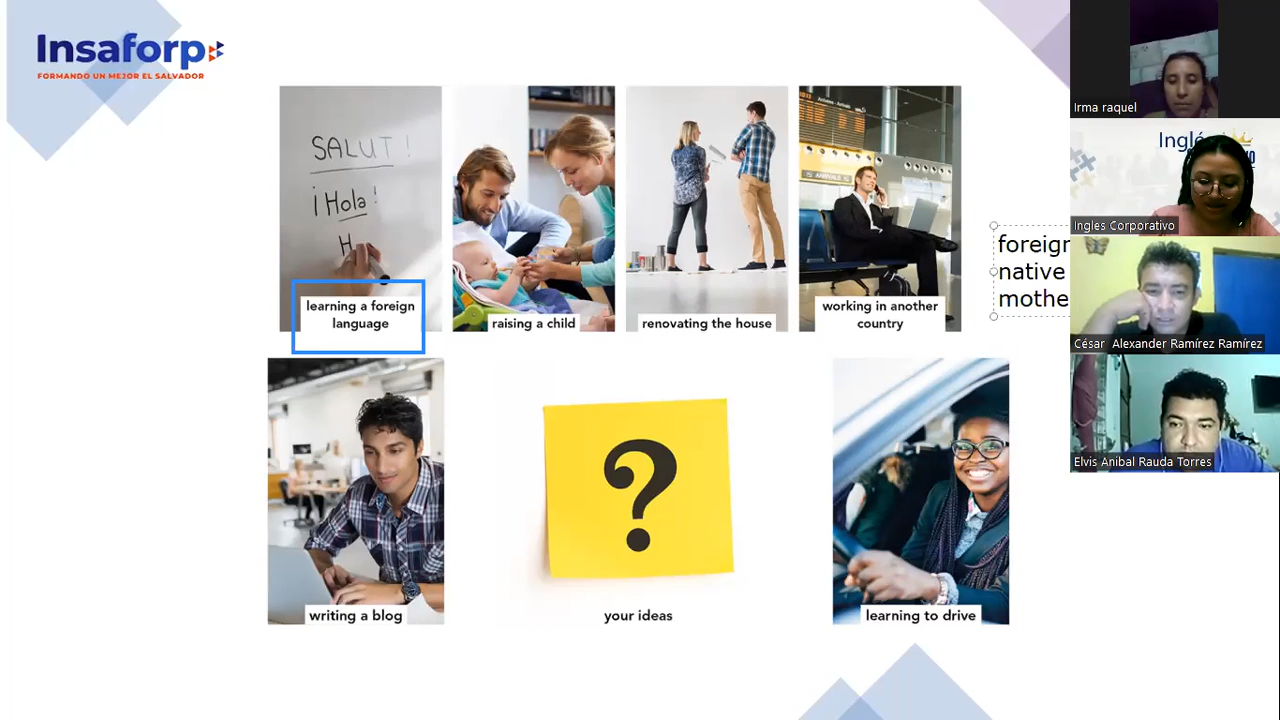 Insaforp
FORMANDO UN MEJOR EL SALVADOR
SALUT !
¡Hola !
H
learning a foreign
language
raising a child
renovating the house
working in another
country
writing a blog
?
your ideas
learning to drive
foreign
native
mothe
Irma raquel
Inglé
Ingles Corporativo
César Alexander Ramírez Ramírez
Elvis Anibal Rauda Torres